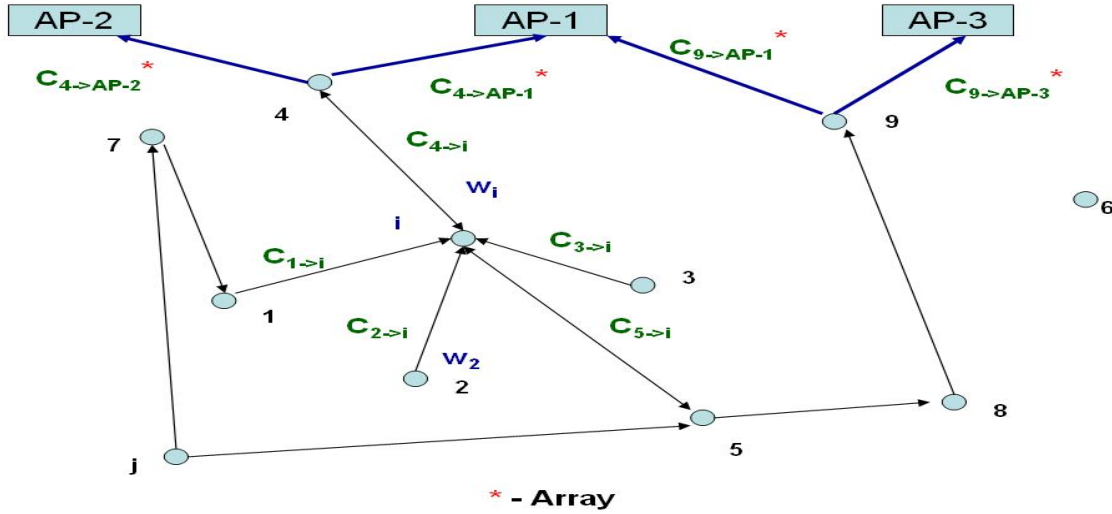 AP-2
AP-1
AP-3
C4->AP-2*
C4->AP-1*
C9->AP-1*
C9->AP-3*
4
9
7
C4->i
6
wi
i
C1->i
C3->i
3
1
C2->i
C5->i
w2
2
8
5
j
* - Array